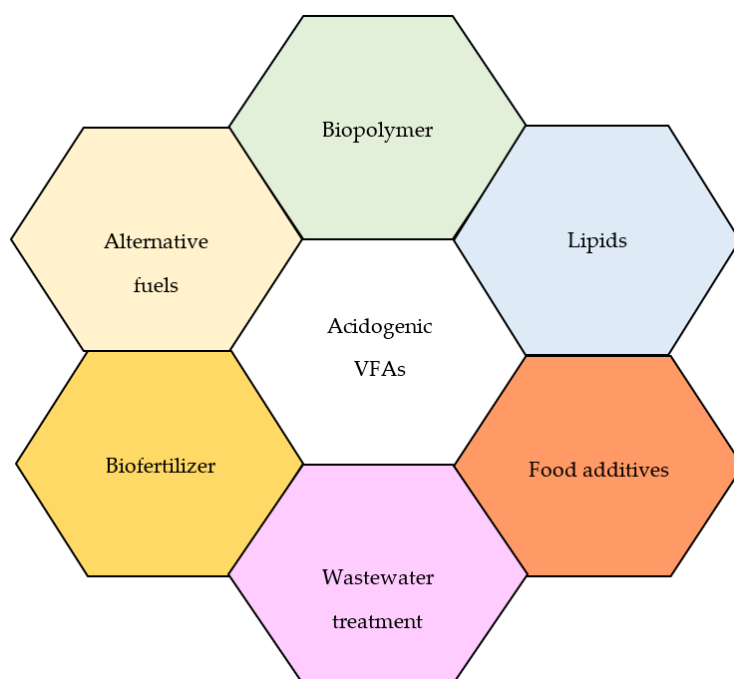 Biopolymer
Alternative
fuels
Lipids
Acidogenic
VFAs
Biofertilizer
Food additives
Wastewater
treatment